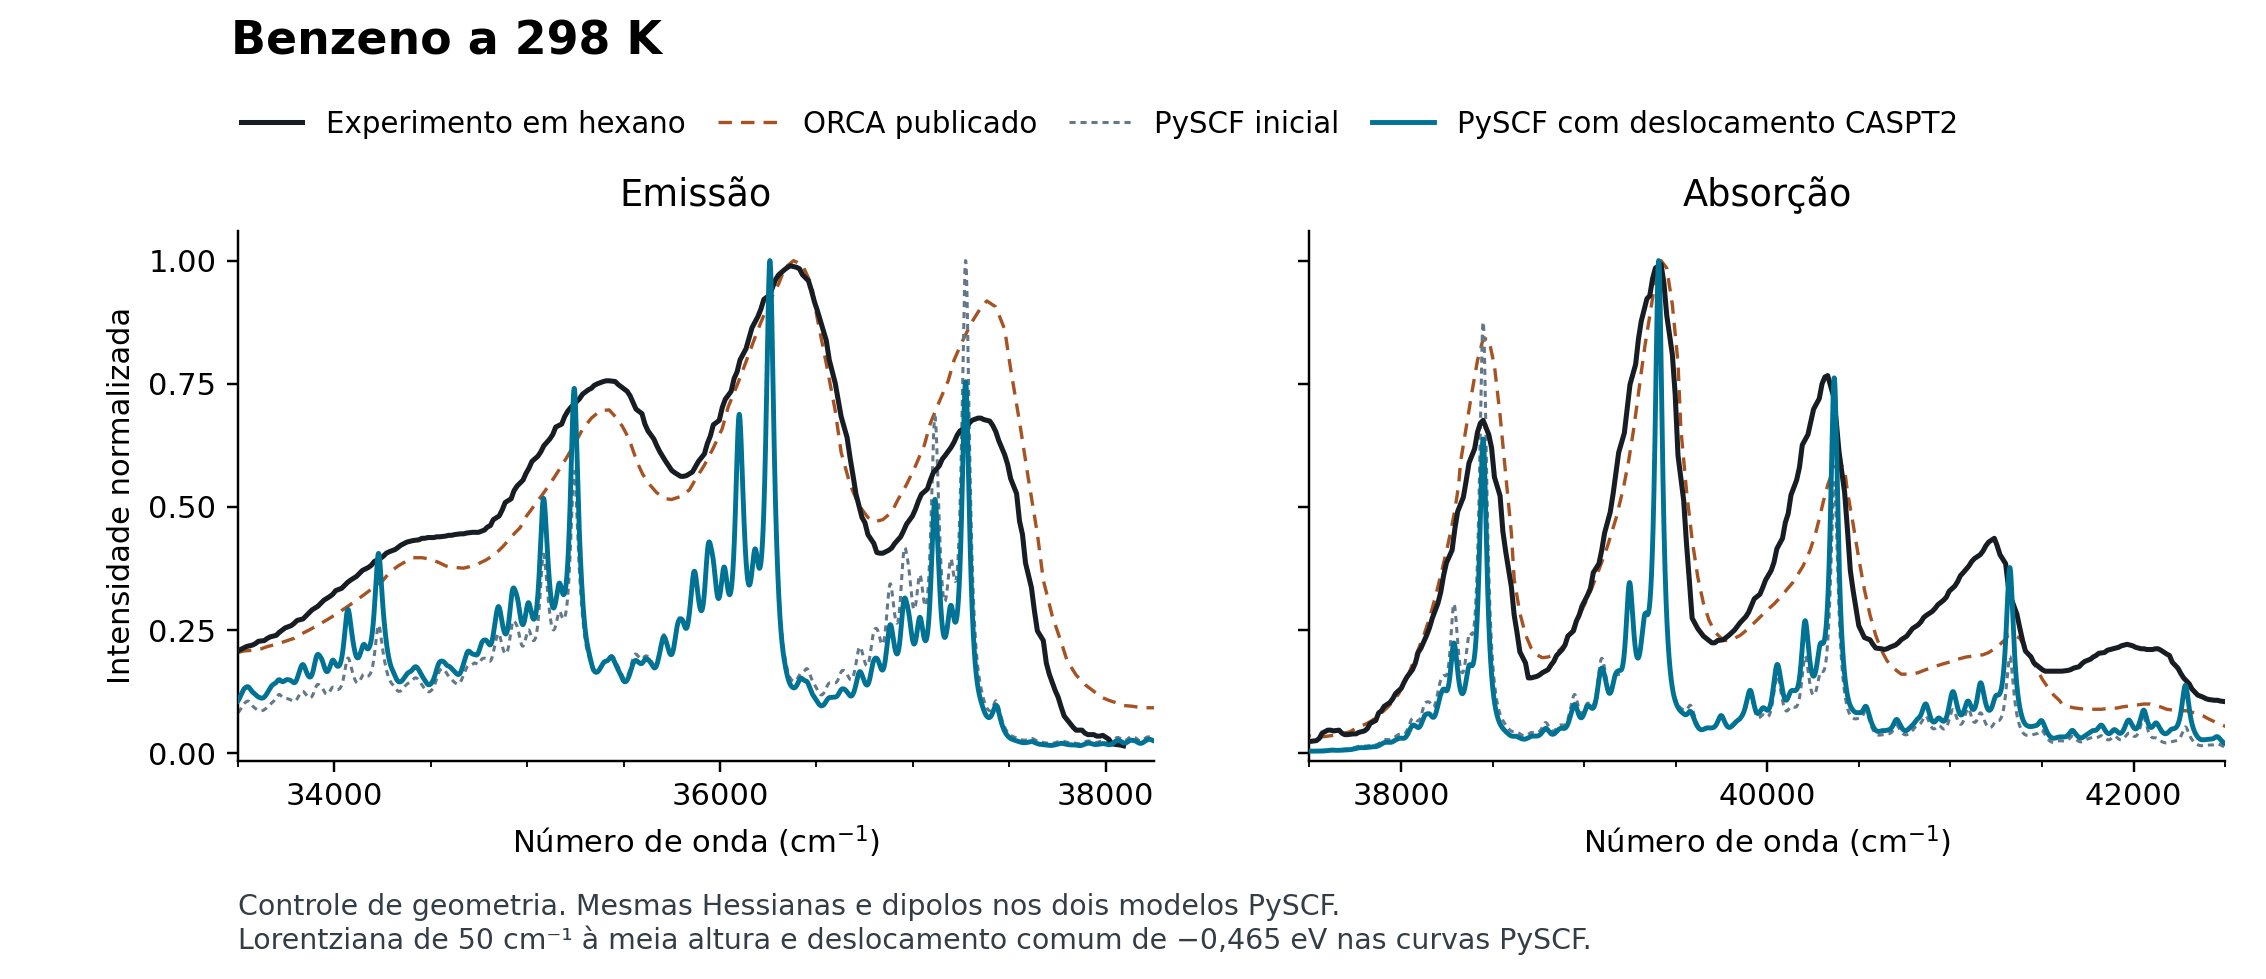 Benzeno a 298 K
Experimento em hexano
ORCA publicado
PySCF inicial
PySCF com deslocamento CASPT2
Emissão
Absorção
Intensidade normalizada
1.00
0.75
0.50
0.25
0.00
34000
36000
38000
38000
40000
42000
Número de onda (cm⁻¹)
Número de onda (cm⁻¹)
Controle de geometria. Mesmas Hessianas e dipolos nos dois modelos PySCF.
Lorentziana de 50 cm⁻¹ à meia altura e deslocamento comum de −0,465 eV nas curvas PySCF.